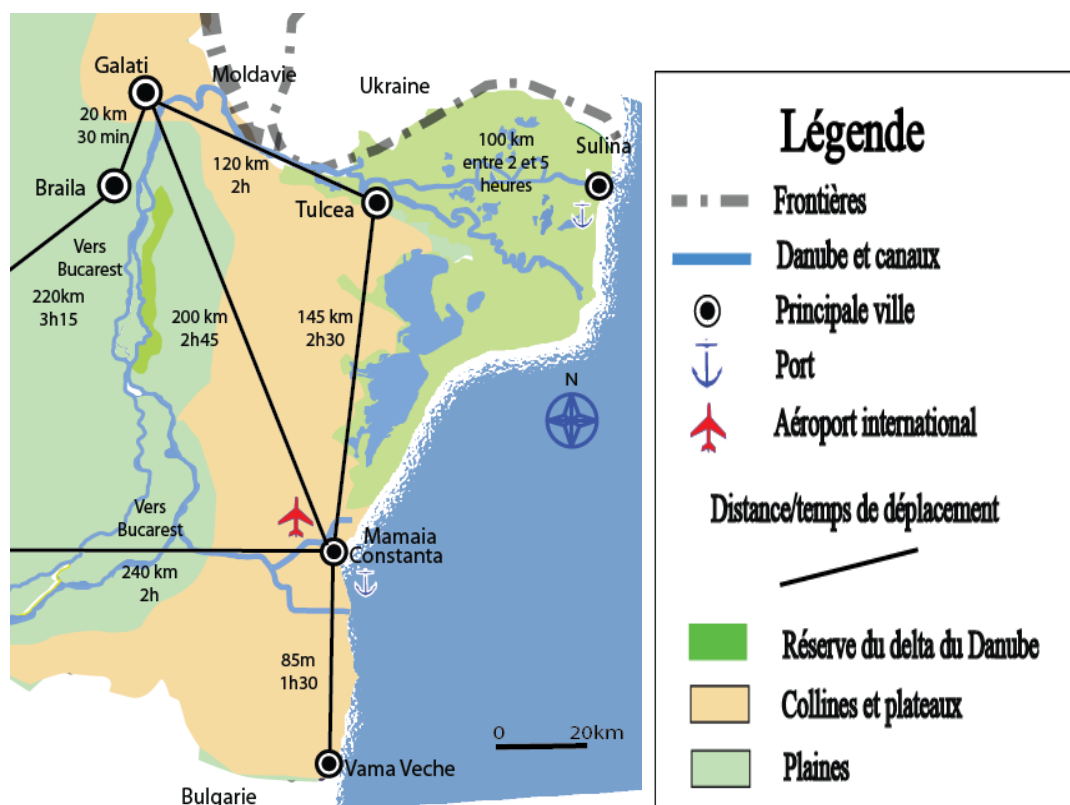 Galati
Moldavie
Ukraine
20 km
30 min
Braila
120 km
2h
100 km
entre 2 et 5
heures
Sulina
Tulcea
Vers
Bucarest
220km
3h15
200 km
2h45
145 km
2h30
N
Vers
Bucarest
Mamaia
Constanta
240 km
2h
85m
1h30
0 20km
Vama Veche
Bulgarie
Légende
Frontières
Danube et canaux
Principale ville
Port
Aéroport international
Distance/temps de déplacement
Réserve du delta du Danube
Collines et plateaux
Plaines